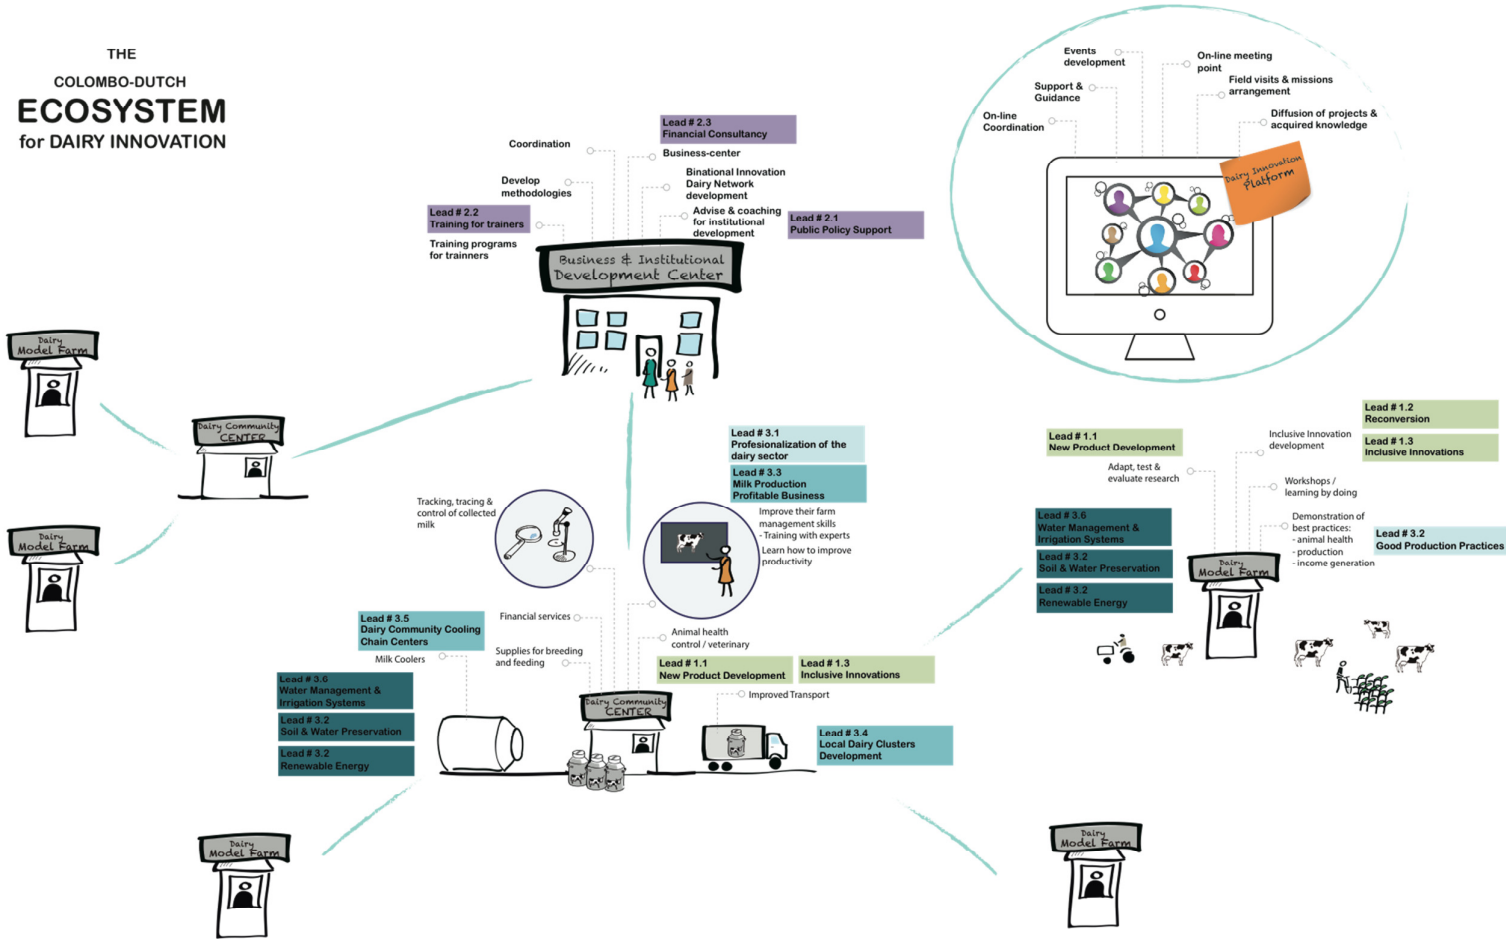 THE
COLOMBO-DUTCH
ECOSYSTEM
for DAIRY INNOVATION
Events
development
On-line meeting
point
Support &
Guidance
Field visits & missions
arrangement
On-line
Coordination
Diffusion of projects &
acquired knowledge
Dairy Innovation
Platform
Lead # 2.3
Financial Consultancy
Coordination
Business-center
Develop
methodologies
Binational Innovation
Dairy Network
development
Lead # 2.2
Training for trainers
Training programs
for trainners
Advise & coaching
for institutional
development
Lead # 2.1
Public Policy Support
Business & Institutional
Development Center
Dairy
Model Farm
Dairy Community
CENTER
Dairy
Model Farm
Lead # 3.1
Profesionalization of the
dairy sector
Lead # 3.3
Milk Production
Profitable Business
Tracking, tracing &
control of collected
milk
Improve their farm
management skills
- Training with experts
Learn how to improve
productivity
Lead # 3.5
Dairy Community Cooling
Chain Centers
Milk Coolers
Financial services
Supplies for breeding
and feeding
Animal health
control / veterinary
Lead # 1.1
New Product Development
Lead # 1.3
Inclusive Innovations
Improved Transport
Lead # 3.6
Water Management &
Irrigation Systems
Lead # 3.2
Soil & Water Preservation
Lead # 3.2
Renewable Energy
Dairy Community
CENTER
Lead # 3.4
Local Dairy Clusters
Development
Lead # 1.2
Reconversion
Lead # 1.3
Inclusive Innovations
Lead # 1.1
New Product Development
Inclusive Innovation
development
Adapt, test &
evaluate research
Workshops /
learning by doing
Demonstration of
best practices:
- animal health
- production
- income generation
Lead # 3.2
Good Production Practices
Lead # 3.6
Water Management &
Irrigation Systems
Lead # 3.2
Soil & Water Preservation
Lead # 3.2
Renewable Energy
Dairy
Model Farm
Dairy
Model Farm
Dairy
Model Farm